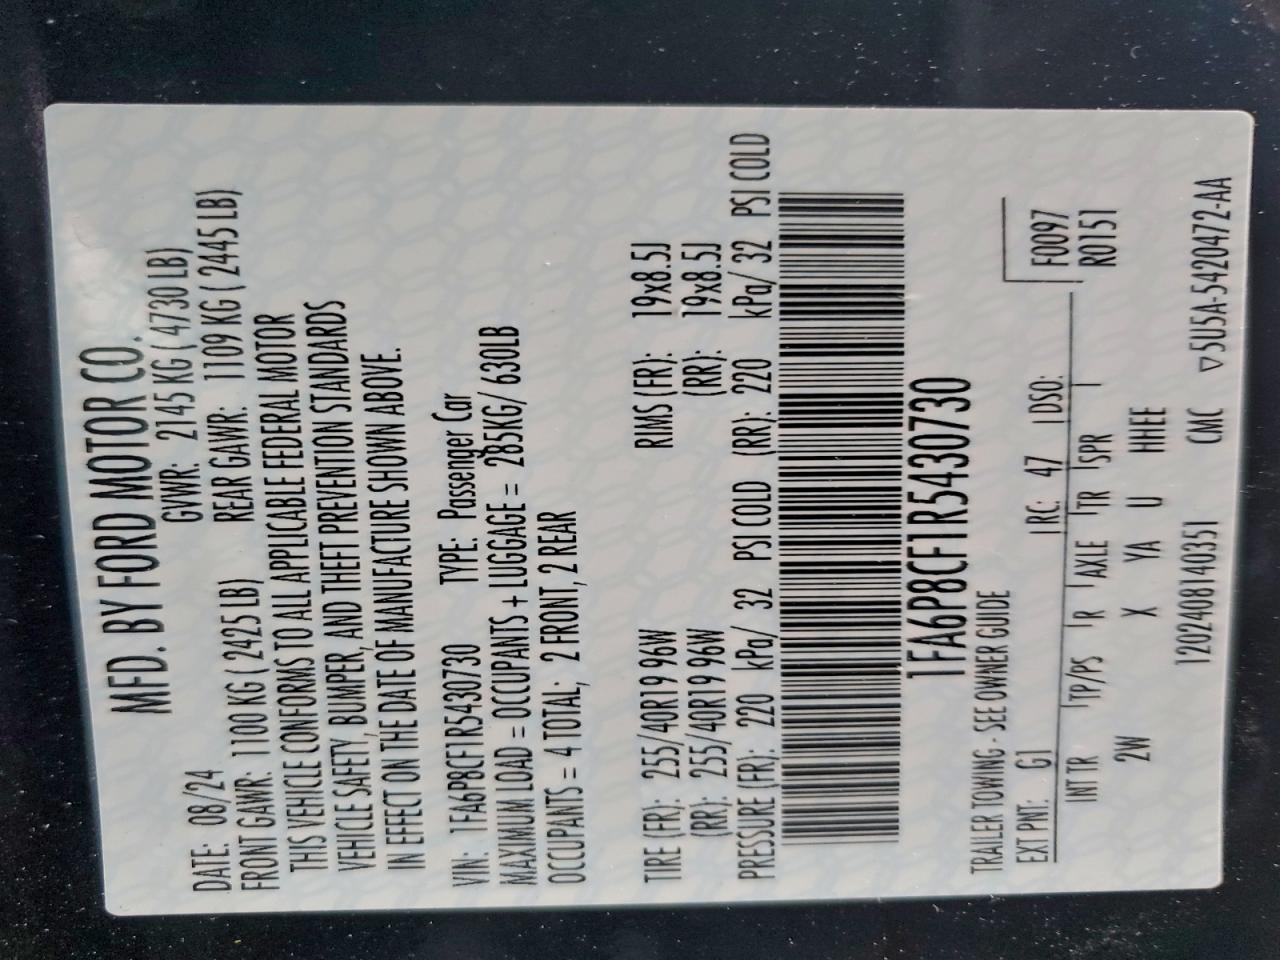 MFD. BY FORD MOTOR CO.
DATE: 08/24 GVWR: 2145 KG ( 4730 LB)
FRONT GAWR: 1100 KG ( 2425 LB) REAR GAWR: 1109 KG ( 2445 LB)
THIS VEHICLE CONFORMS TO ALL APPLICABLE FEDERAL MOTOR
VEHICLE SAFETY, BUMPER, AND THEFT PREVENTION STANDARDS
IN EFFECT ON THE DATE OF MANUFACTURE SHOWN ABOVE.
VIN: 1FA6P8CF1R5430730 TYPE: Passenger Car
MAXIMUM LOAD = OCCUPANTS + LUGGAGE = 285KG/ 630LB
OCCUPANTS = 4 TOTAL; 2 FRONT, 2 REAR
TIRE (FR): 255/40R19 96W RIMS (FR): 19x8.5J
(RR): 255/40R19 96W (RR): 19x8.5J
PRESSURE (FR): 220 kPa/ 32 PSI COLD (RR): 220 kPa/ 32 PSI COLD
1FA6P8CF1R5430730
TRAILER TOWING - SEE OWNER GUIDE
F0097
EXT PNT: G1 RC: 47 DSO: R0151
INT TR TP/PS R AXLE TR SPR
2W X YA U HHEE
120240814035 1 CMC ▽5U5A-5420472-AA